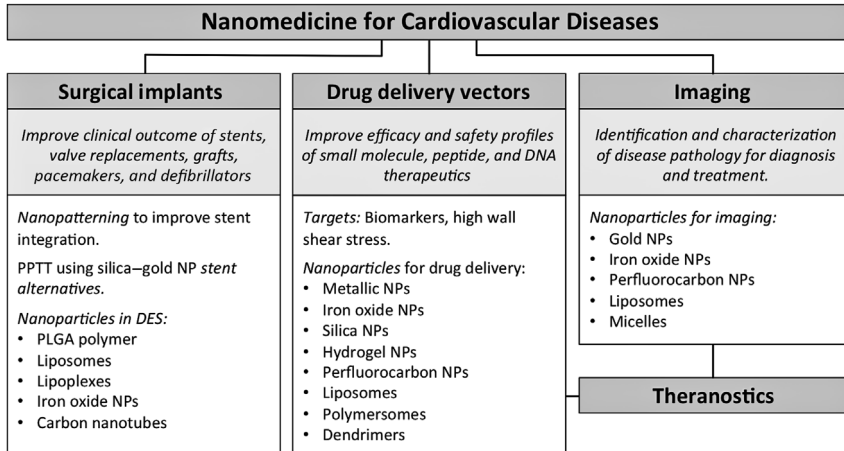 Nanomedicine for Cardiovascular Diseases
Surgical implants
Improve clinical outcome of stents,
valve replacements, grafts,
pacemakers, and defibrillators
Nanopatterning to improve stent
integration.
PPTT using silica–gold NP stent
alternatives.
Nanoparticles in DES:
• PLGA polymer
• Liposomes
• Lipoplexes
• Iron oxide NPs
• Carbon nanotubes
Drug delivery vectors
Improve efficacy and safety profiles
of small molecule, peptide, and DNA
therapeutics
Targets: Biomarkers, high wall
shear stress.
Nanoparticles for drug delivery:
• Metallic NPs
• Iron oxide NPs
• Silica NPs
• Hydrogel NPs
• Perfluorocarbon NPs
• Liposomes
• Polymersomes
• Dendrimers
Imaging
Identification and characterization
of disease pathology for diagnosis
and treatment.
Nanoparticles for imaging:
• Gold NPs
• Iron oxide NPs
• Perfluorocarbon NPs
• Liposomes
• Micelles
Theranostics